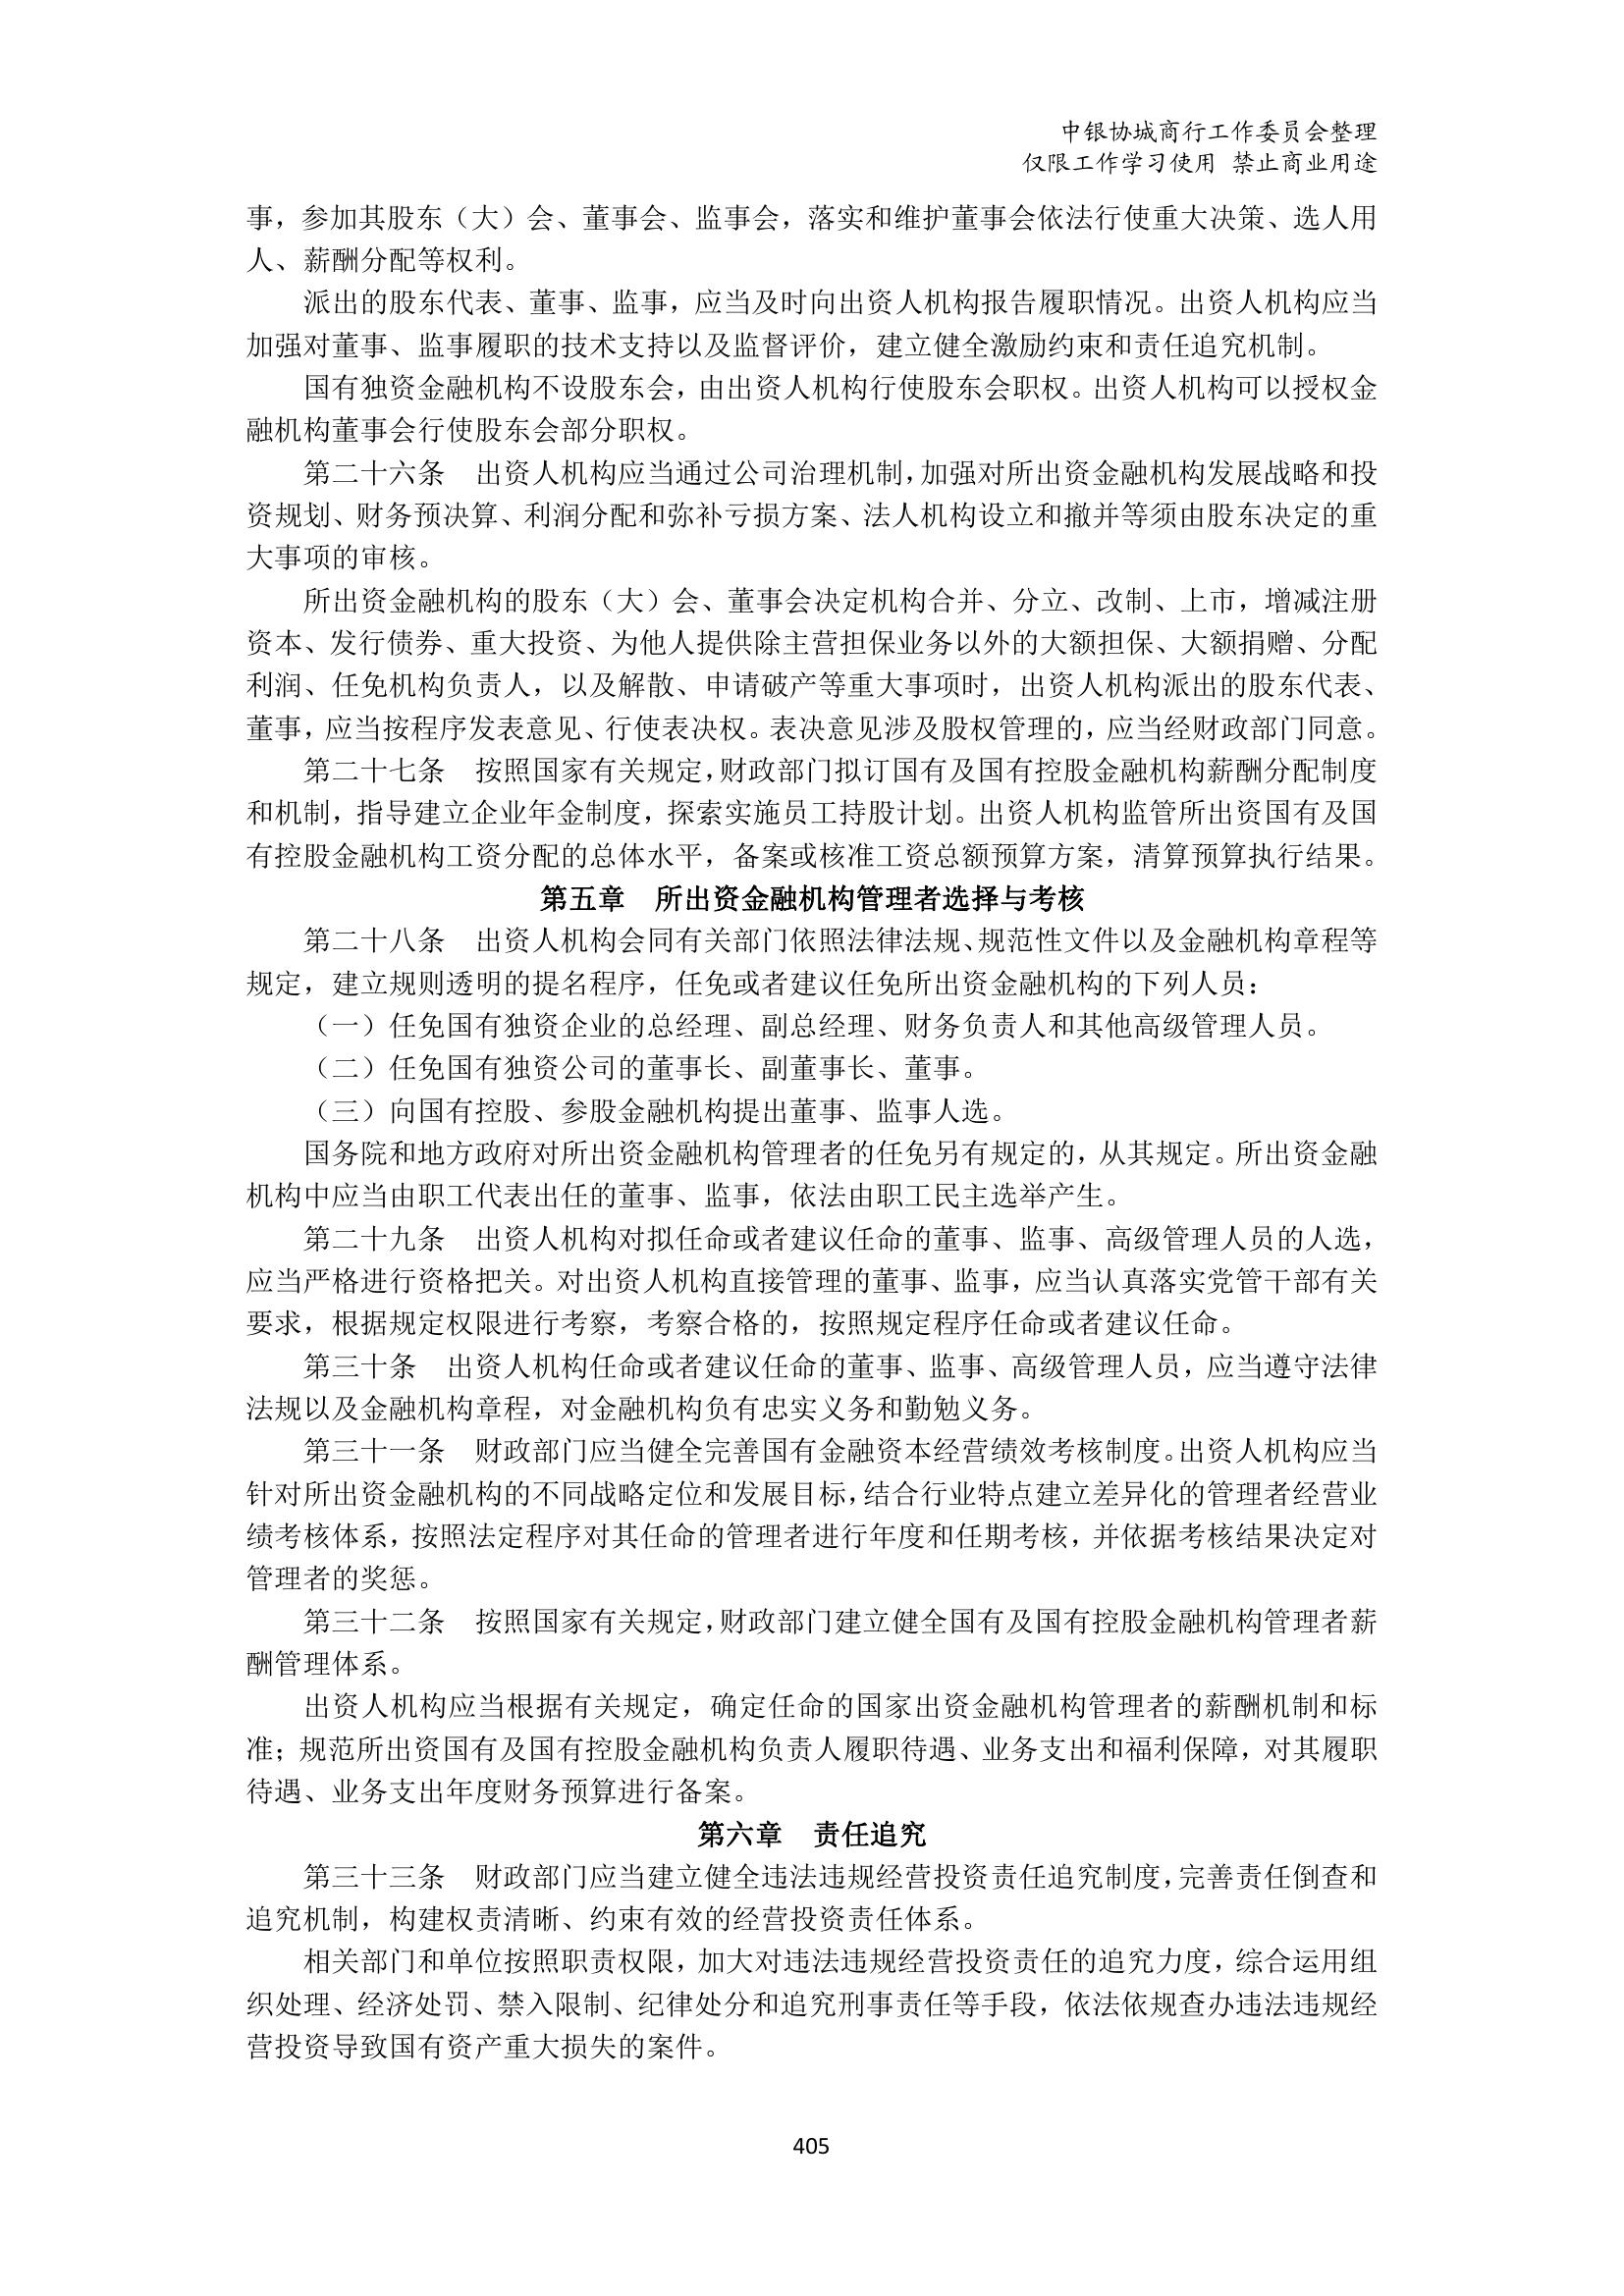 中银协城商行工作委员会整理
仅限工作学习使用 禁止商业用途
事，参加其股东（大）会、董事会、监事会，落实和维护董事会依法行使重大决策、选人用
人、薪酬分配等权利。
派出的股东代表、董事、监事，应当及时向出资人机构报告履职情况。出资人机构应当
加强对董事、监事履职的技术支持以及监督评价，建立健全激励约束和责任追究机制。
国有独资金融机构不设股东会，由出资人机构行使股东会职权。出资人机构可以授权金
融机构董事会行使股东会部分职权。
第二十六条 出资人机构应当通过公司治理机制，加强对所出资金融机构发展战略和投
资规划、财务预决算、利润分配和弥补亏损方案、法人机构设立和撤并等须由股东决定的重
大事项的审核。
所出资金融机构的股东（大）会、董事会决定机构合并、分立、改制、上市，增减注册
资本、发行债券、重大投资、为他人提供除主营担保业务以外的大额担保、大额捐赠、分配
利润、任免机构负责人，以及解散、申请破产等重大事项时，出资人机构派出的股东代表、
董事，应当按程序发表意见、行使表决权。表决意见涉及股权管理的，应当经财政部门同意。
第二十七条 按照国家有关规定，财政部门拟订国有及国有控股金融机构薪酬分配制度
和机制，指导建立企业年金制度，探索实施员工持股计划。出资人机构监管所出资国有及国
有控股金融机构工资分配的总体水平，备案或核准工资总额预算方案，清算预算执行结果。
第五章 所出资金融机构管理者选择与考核
第二十八条 出资人机构会同有关部门依照法律法规、规范性文件以及金融机构章程等
规定，建立规则透明的提名程序，任免或者建议任免所出资金融机构的下列人员：
（一）任免国有独资企业的总经理、副总经理、财务负责人和其他高级管理人员。
（二）任免国有独资公司的董事长、副董事长、董事。
（三）向国有控股、参股金融机构提出董事、监事人选。
国务院和地方政府对所出资金融机构管理者的任免另有规定的，从其规定。所出资金融
机构中应当由职工代表出任的董事、监事，依法由职工民主选举产生。
第二十九条 出资人机构对拟任命或者建议任命的董事、监事、高级管理人员的人选，
应当严格进行资格把关。对出资人机构直接管理的董事、监事，应当认真落实党管干部有关
要求，根据规定权限进行考察，考察合格的，按照规定程序任命或者建议任命。
第三十条 出资人机构任命或者建议任命的董事、监事、高级管理人员，应当遵守法律
法规以及金融机构章程，对金融机构负有忠实义务和勤勉义务。
第三十一条 财政部门应当健全完善国有金融资本经营绩效考核制度。出资人机构应当
针对所出资金融机构的不同战略定位和发展目标，结合行业特点建立差异化的管理者经营业
绩考核体系，按照法定程序对其任命的管理者进行年度和任期考核，并依据考核结果决定对
管理者的奖惩。
第三十二条 按照国家有关规定，财政部门建立健全国有及国有控股金融机构管理者薪
酬管理体系。
出资人机构应当根据有关规定，确定任命的国家出资金融机构管理者的薪酬机制和标
准；规范所出资国有及国有控股金融机构负责人履职待遇、业务支出和福利保障，对其履职
待遇、业务支出年度财务预算进行备案。
第六章 责任追究
第三十三条 财政部门应当建立健全违法违规经营投资责任追究制度，完善责任倒查和
追究机制，构建权责清晰、约束有效的经营投资责任体系。
相关部门和单位按照职责权限，加大对违法违规经营投资责任的追究力度，综合运用组
织处理、经济处罚、禁入限制、纪律处分和追究刑事责任等手段，依法依规查办违法违规经
营投资导致国有资产重大损失的案件。
405